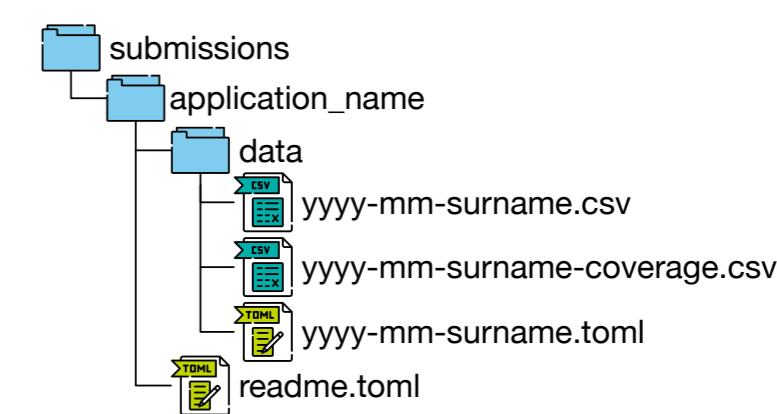 submissions
application_name
data
CSV
yyyy-mm-surname.csv
CSV
yyyy-mm-surname-coverage.csv
TOML
yyyy-mm-surname.toml
TOML
readme.toml